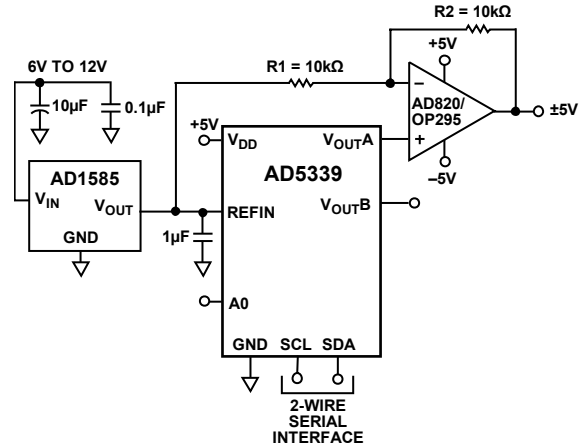 R2 = 10kΩ
6V TO 12V
R1 = 10kΩ
+5V
10µF
0.1µF
AD820/
OP295
–
+
±5V
–5V
+5V
VDD
VOUTA
AD1585
AD5339
VIN
VOUT
REFIN
VOUTB
GND
1µF
A0
GND
SCL
SDA
2-WIRE
SERIAL
INTERFACE